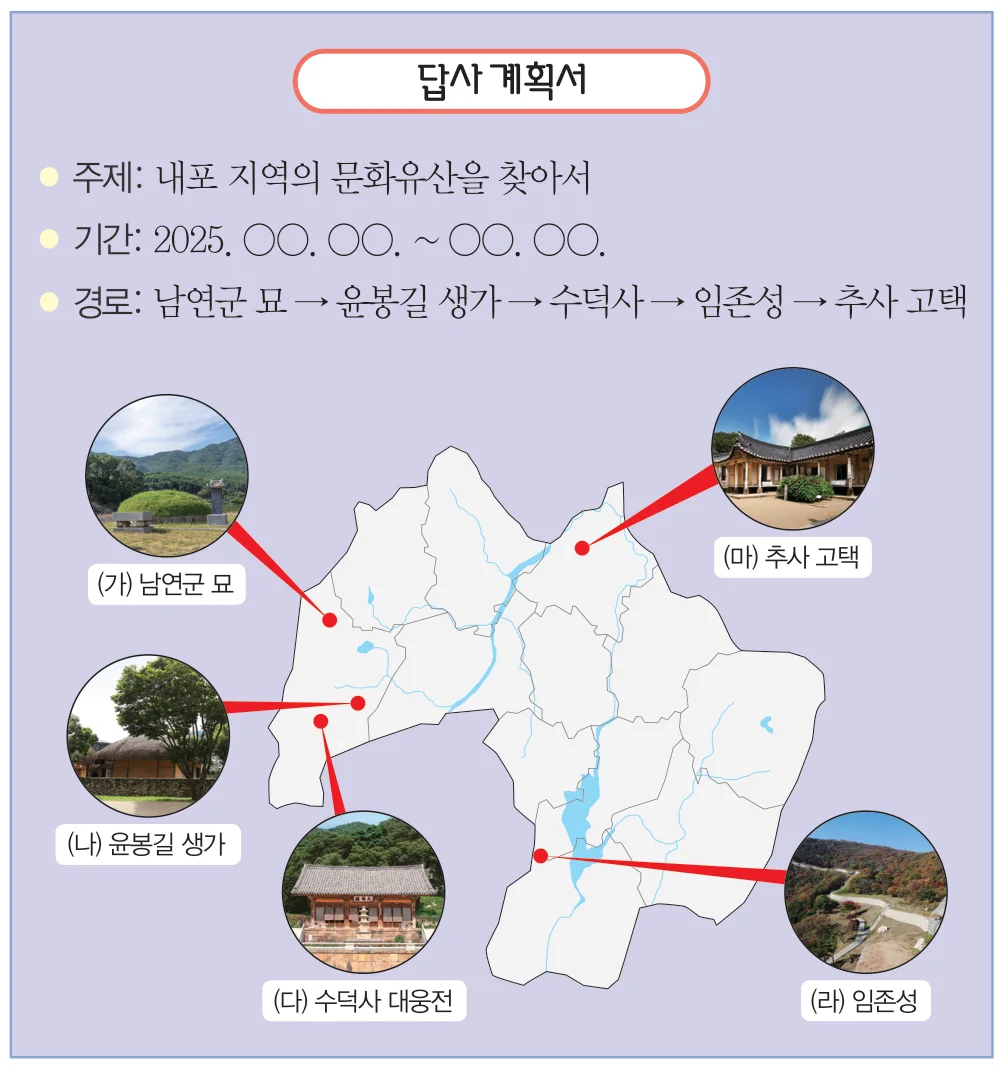 답사 계획서
주제: 내포 지역의 문화유산을 찾아서
기간: 2025. ○○. ○○. ~ ○○. ○○.
경로: 남연군 묘 → 윤봉길 생가 → 수덕사 → 임존성 → 추사 고택
(마) 추사 고택
(가) 남연군 묘
(나) 윤봉길 생가
(다) 수덕사 대웅전
(라) 임존성